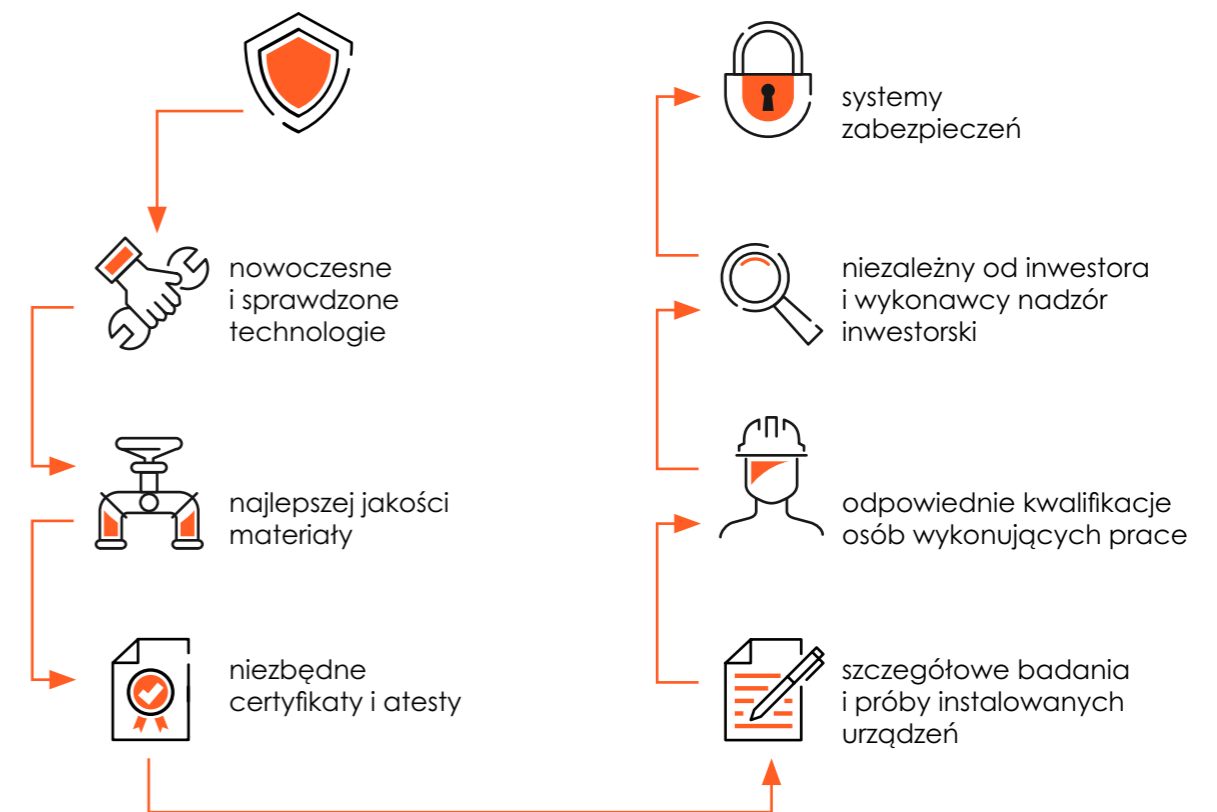 nowoczesne
i sprawdzone
technologie
najlepszej jakości
materiały
niezbędne
certyfikaty i atesty
szczegółowe badania
i próby instalowanych
urządzeń
odpowiednie kwalifikacje
osób wykonujących prace
niezależny od inwestora
i wykonawcy nadzór
inwestorski
systemy
zabezpieczeń